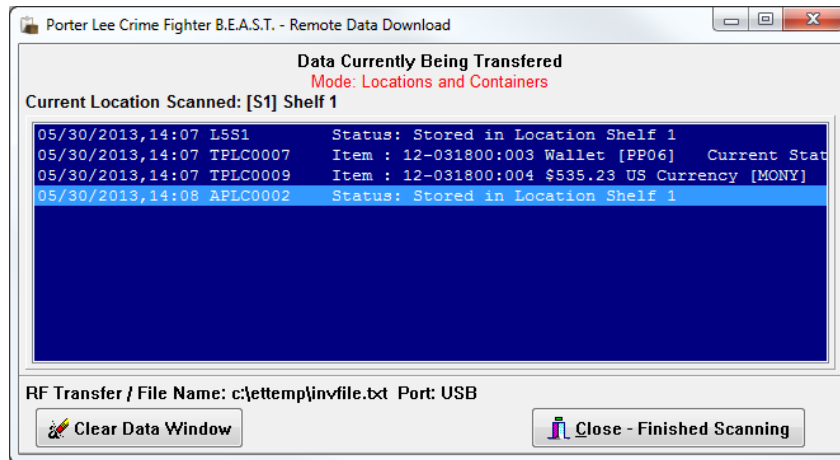 Porter Lee Crime Fighter B.E.A.S.T. - Remote Data Download
Data Currently Being Transfered
Mode: Locations and Containers
Current Location Scanned: [S1] Shelf 1
05/30/2013,14:07 L5S1 Status: Stored in Location Shelf 1
05/30/2013,14:07 TPLC0007 Item : 12-031800:003 Wallet [PP06] Current Stat
05/30/2013,14:07 TPLC0009 Item : 12-031800:004 $535.23 US Currency [MONY]
05/30/2013,14:08 APLC0002 Status: Stored in Location Shelf 1
RF Transfer / File Name: c:\ettemp\invfile.txt Port: USB
Clear Data Window
Close - Finished Scanning